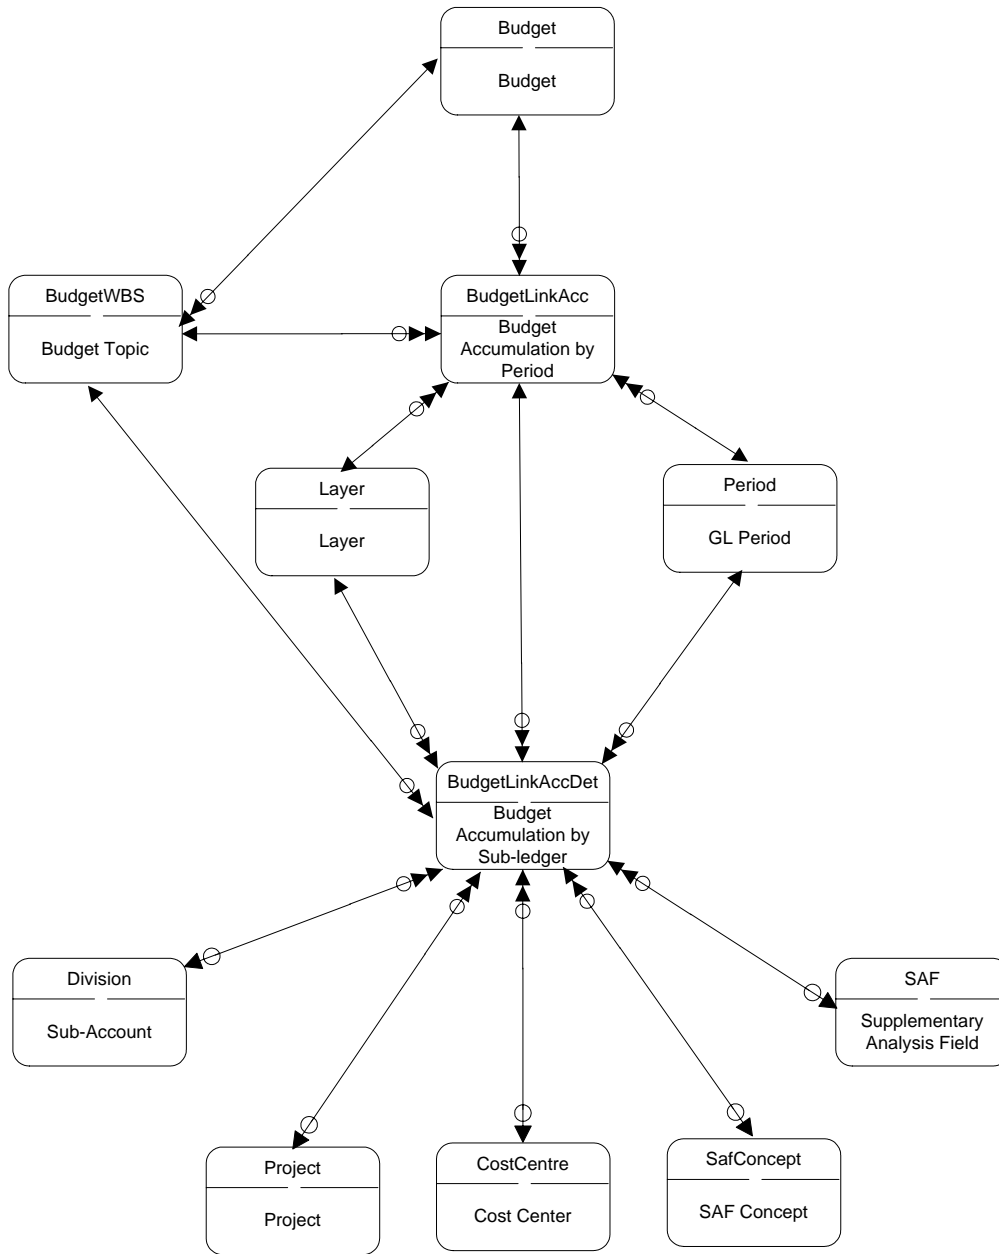 Budget
Budget
BudgetWBS
Budget Topic
BudgetLinkAcc
Budget
Accumulation by
Period
Layer
Layer
Period
GL Period
BudgetLinkAccDet
Budget
Accumulation by
Sub-ledger
Division
Sub-Account
SAF
Supplementary
Analysis Field
Project
Project
CostCentre
Cost Center
SafConcept
SAF Concept